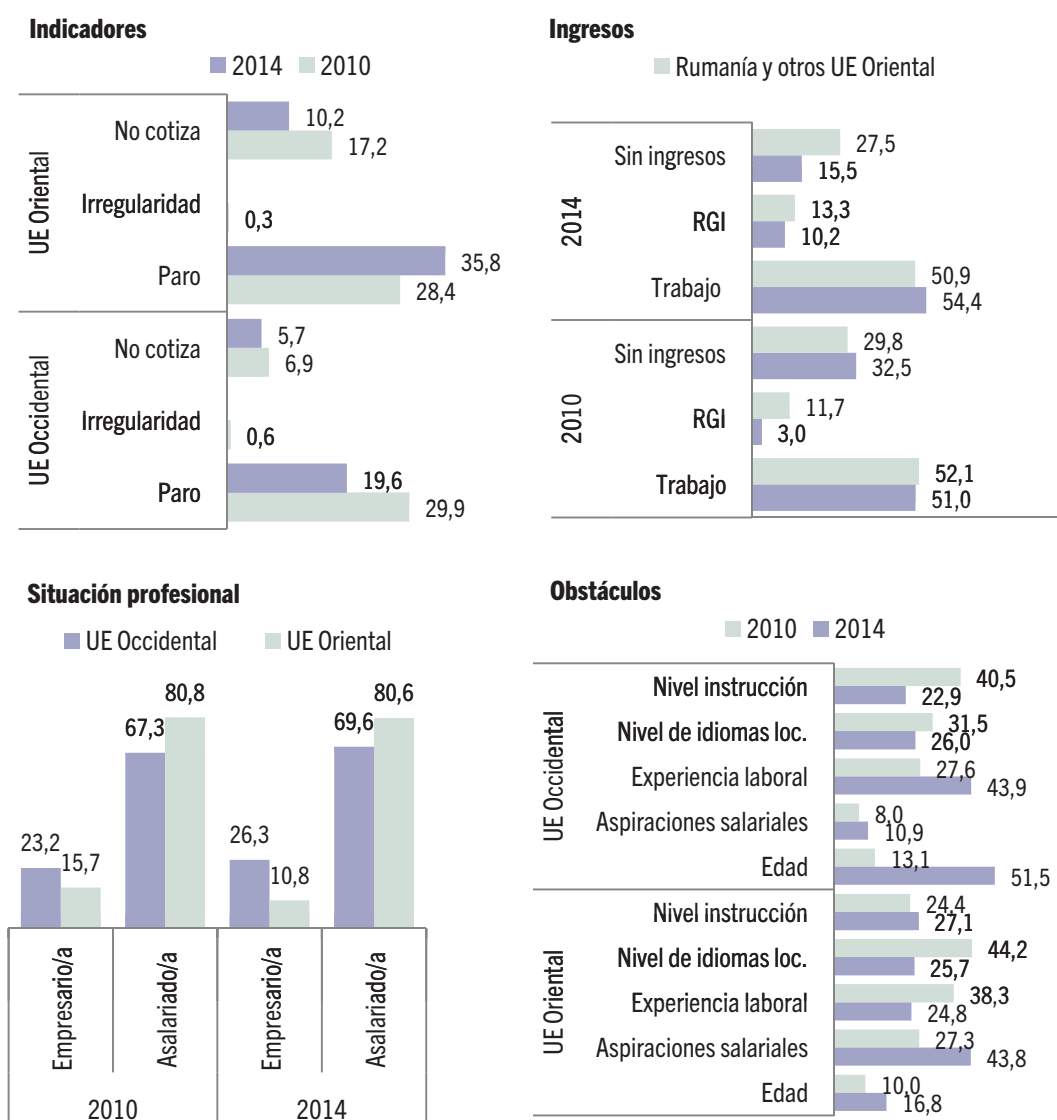 Indicadores
2014 2010
UE Oriental
No cotiza
10,2
17,2
Irregularidad
0,3
Paro
35,8
28,4
UE Occidental
No cotiza
5,7
6,9
Irregularidad
0,6
Paro
19,6
29,9
Ingresos
Rumanía y otros UE Oriental
2014
Sin ingresos
27,5
15,5
RGI
13,3
10,2
Trabajo
50,9
54,4
2010
Sin ingresos
29,8
32,5
RGI
11,7
3,0
Trabajo
52,1
51,0
Situación profesional
UE Occidental UE Oriental
23,2
15,7
67,3
80,8
26,3
10,8
69,6
80,6
Empresario/a
Asalariado/a
Empresario/a
Asalariado/a
2010
2014
Obstáculos
2010 2014
UE Occidental
Nivel instrucción
40,5
22,9
Nivel de idiomas loc.
31,5
26,0
Experiencia laboral
27,6
43,9
Aspiraciones salariales
8,0
10,9
Edad
13,1
51,5
UE Oriental
Nivel instrucción
24,4
27,1
Nivel de idiomas loc.
44,2
25,7
Experiencia laboral
38,3
24,8
Aspiraciones salariales
27,3
43,8
Edad
10,0
16,8